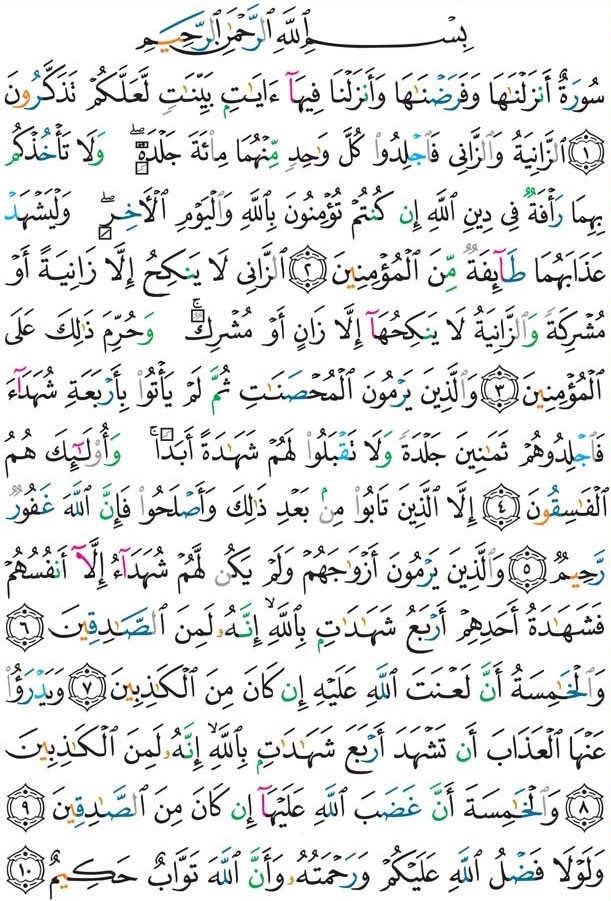 بِسْمِ ٱللَّهِ ٱلرَّحْمَٰنِ ٱلرَّحِيمِ
سُورَةٌ أَنزَلْنَٰهَا وَفَرَضْنَٰهَا وَأَنزَلْنَا فِيهَآ ءَايَٰتٍۭ بَيِّنَٰتٍ لَّعَلَّكُمْ تَذَكَّرُونَ
١ ٱلزَّانِيَةُ وَٱلزَّانِى فَٱجْلِدُوا۟ كُلَّ وَٰحِدٍ مِّنْهُمَا مِا۟ئَةَ جَلْدَةٍۖ وَلَا تَأْخُذْكُم
بِهِمَا رَأْفَةٌ فِى دِينِ ٱللَّهِ إِن كُنتُمْ تُؤْمِنُونَ بِٱللَّهِ وَٱلْيَوْمِ ٱلْأَخِرِۖ وَلْيَشْهَدْ
عَذَابَهُمَا طَآئِفَةٌ مِّنَ ٱلْمُؤْمِنِينَ ٢ ٱلزَّانِى لَا يَنكِحُ إِلَّا زَانِيَةً أَوْ
مُشْرِكَةً وَٱلزَّانِيَةُ لَا يَنكِحُهَآ إِلَّا زَانٍ أَوْ مُشْرِكٌۚ وَحُرِّمَ ذَٰلِكَ عَلَى
ٱلْمُؤْمِنِينَ ٣ وَٱلَّذِينَ يَرْمُونَ ٱلْمُحْصَنَٰتِ ثُمَّ لَمْ يَأْتُوا۟ بِأَرْبَعَةِ شُهَدَآءَ
فَٱجْلِدُوهُمْ ثَمَٰنِينَ جَلْدَةً وَلَا تَقْبَلُوا۟ لَهُمْ شَهَٰدَةً أَبَدًاۚ وَأُو۟لَٰٓئِكَ هُمُ
ٱلْفَٰسِقُونَ ٤ إِلَّا ٱلَّذِينَ تَابُوا۟ مِنۢ بَعْدِ ذَٰلِكَ وَأَصْلَحُوا۟ فَإِنَّ ٱللَّهَ غَفُورٌ
رَّحِيمٌ ٥ وَٱلَّذِينَ يَرْمُونَ أَزْوَٰجَهُمْ وَلَمْ يَكُن لَّهُمْ شُهَدَآءُ إِلَّآ أَنفُسُهُمْ
فَشَهَٰدَةُ أَحَدِهِمْ أَرْبَعُ شَهَٰدَٰتٍۭ بِٱللَّهِۙ إِنَّهُۥ لَمِنَ ٱلصَّٰدِقِينَ ٦
وَٱلْخَٰمِسَةُ أَنَّ لَعْنَتَ ٱللَّهِ عَلَيْهِ إِن كَانَ مِنَ ٱلْكَٰذِبِينَ ٧ وَيَدْرَؤُا۟
عَنْهَا ٱلْعَذَابَ أَن تَشْهَدَ أَرْبَعَ شَهَٰدَٰتٍۭ بِٱللَّهِۙ إِنَّهُۥ لَمِنَ ٱلْكَٰذِبِينَ
٨ وَٱلْخَٰمِسَةَ أَنَّ غَضَبَ ٱللَّهِ عَلَيْهَآ إِن كَانَ مِنَ ٱلصَّٰدِقِينَ ٩
وَلَوْلَا فَضْلُ ٱللَّهِ عَلَيْكُمْ وَرَحْمَتُهُۥ وَأَنَّ ٱللَّهَ تَوَّابٌ حَكِيمٌ ١٠